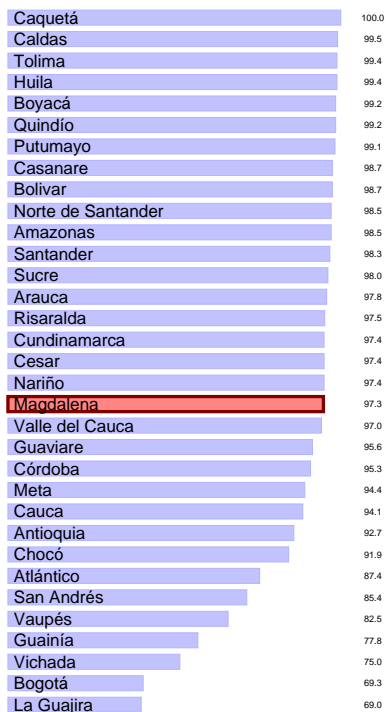 Caquetá 100.0
Caldas 99.5
Tolima 99.4
Huila 99.4
Boyacá 99.2
Quindío 99.2
Putumayo 99.1
Casanare 98.7
Bolivar 98.7
Norte de Santander 98.5
Amazonas 98.5
Santander 98.3
Sucre 98.0
Arauca 97.8
Risaralda 97.5
Cundinamarca 97.4
Cesar 97.4
Nariño 97.4
Magdalena 97.3
Valle del Cauca 97.0
Guaviare 95.6
Córdoba 95.3
Meta 94.4
Cauca 94.1
Antioquia 92.7
Chocó 91.9
Atlántico 87.4
San Andrés 85.4
Vaupés 82.5
Guainía 77.8
Vichada 75.0
Bogotá 69.3
La Guajira 69.0